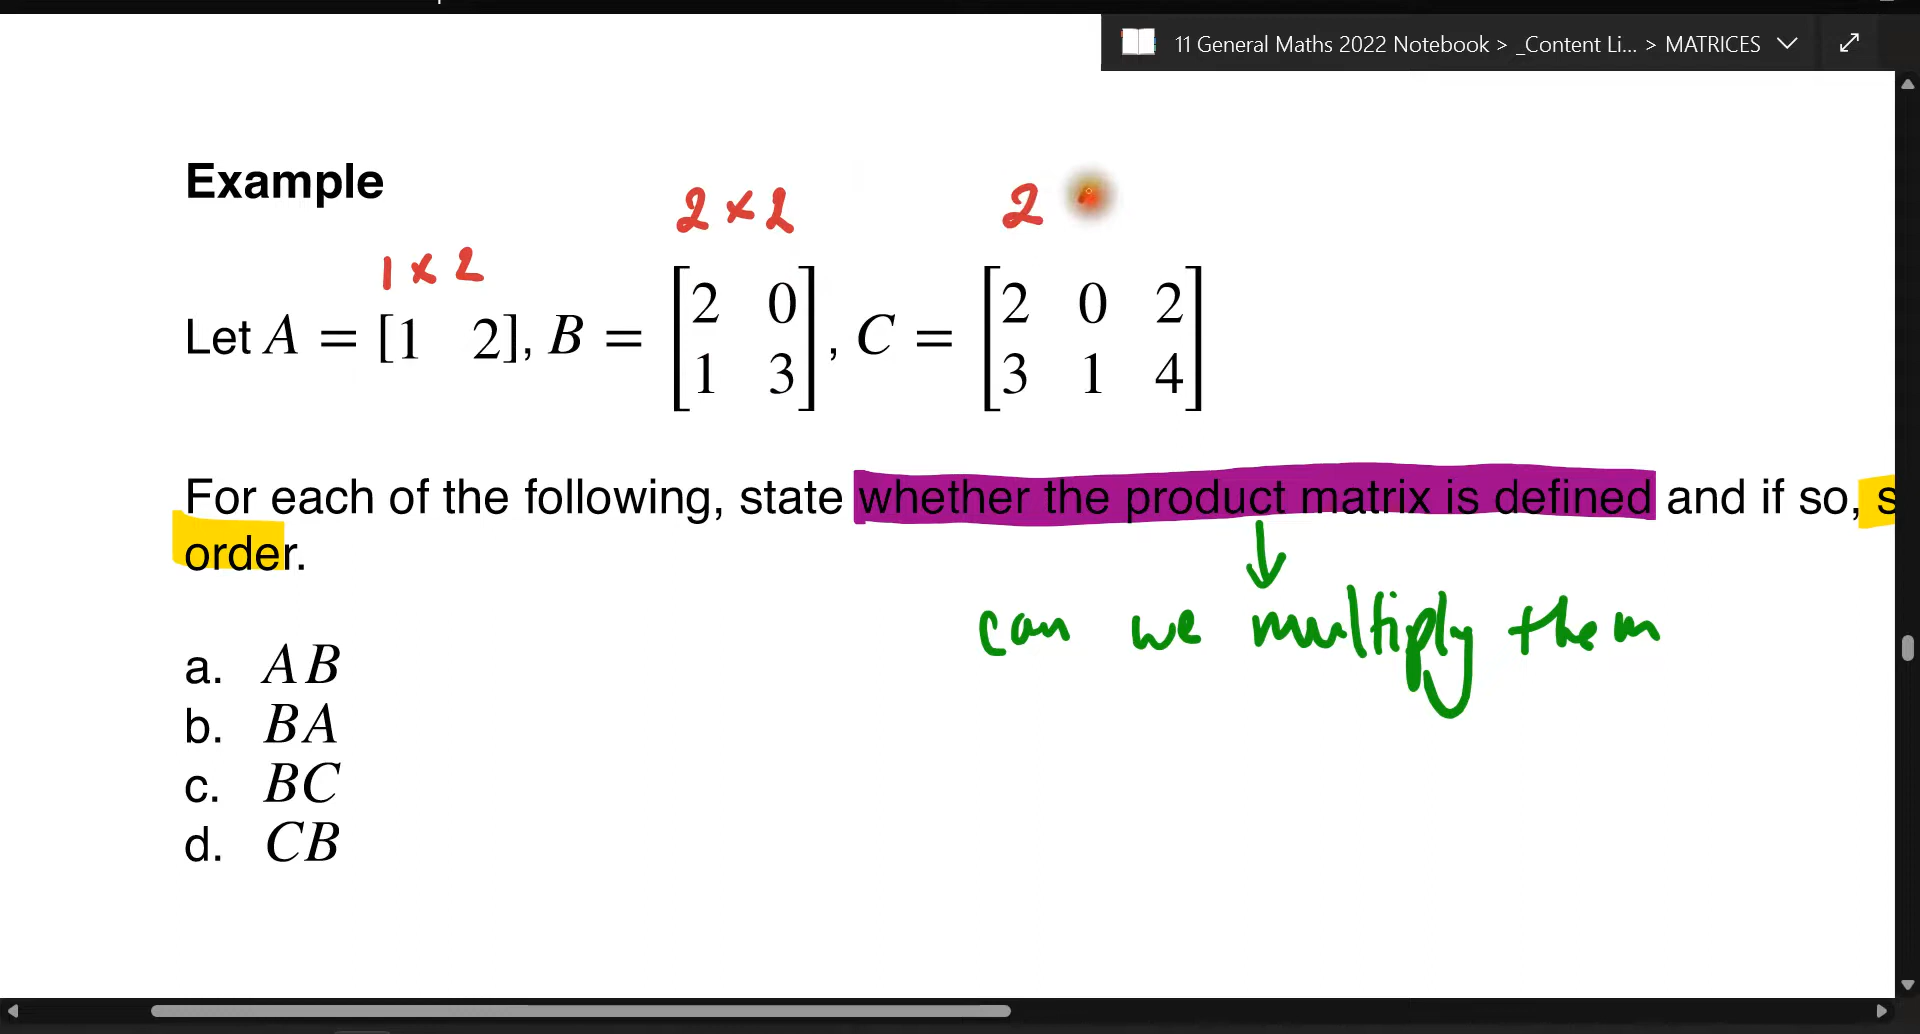 11 General Maths 2022 Notebook > _Content Li... > MATRICES
Example
2 × 2
2
1 × 2
Let A = [1 2], B = [2 0 1 3], C = [2 0 2 3 1 4]
For each of the following, state whether the product matrix is defined and if so, s
order.
can we multiply them
a. AB
b. BA
c. BC
d. CB